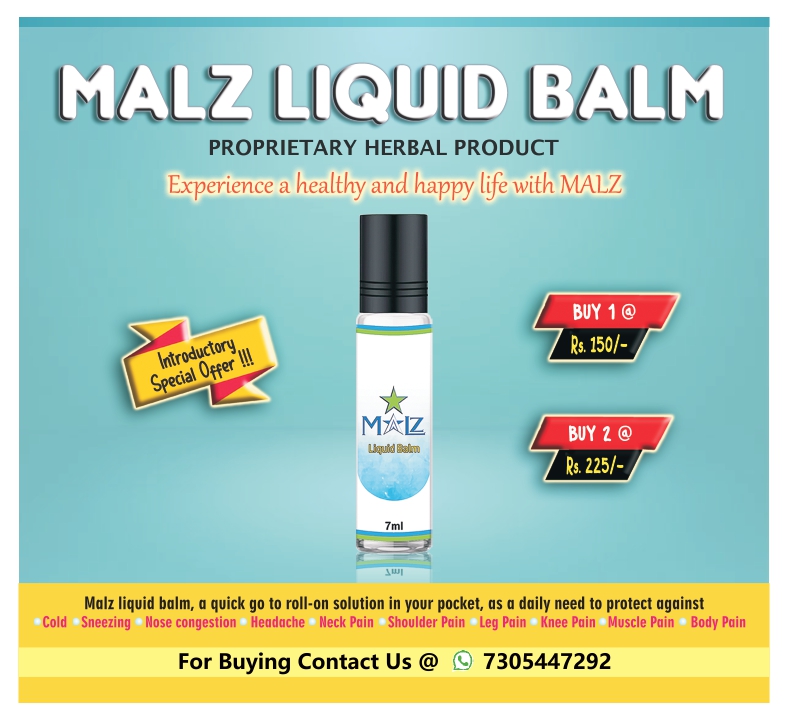 MALZ LIQUID BALM
PROPRIETARY HERBAL PRODUCT
Experience a healthy and happy life with MALZ
Introductory
Special Offer !!!
BUY 1 @
Rs. 150/-
BUY 2 @
Rs. 225/-
MALZ
Liquid Balm
7ml
7ml
Malz liquid balm, a quick go to roll-on solution in your pocket, as a daily need to protect against
• Cold • Sneezing • Nose congestion • Headache • Neck Pain • Shoulder Pain • Leg Pain • Knee Pain • Muscle Pain • Body Pain
For Buying Contact Us @ 7305447292